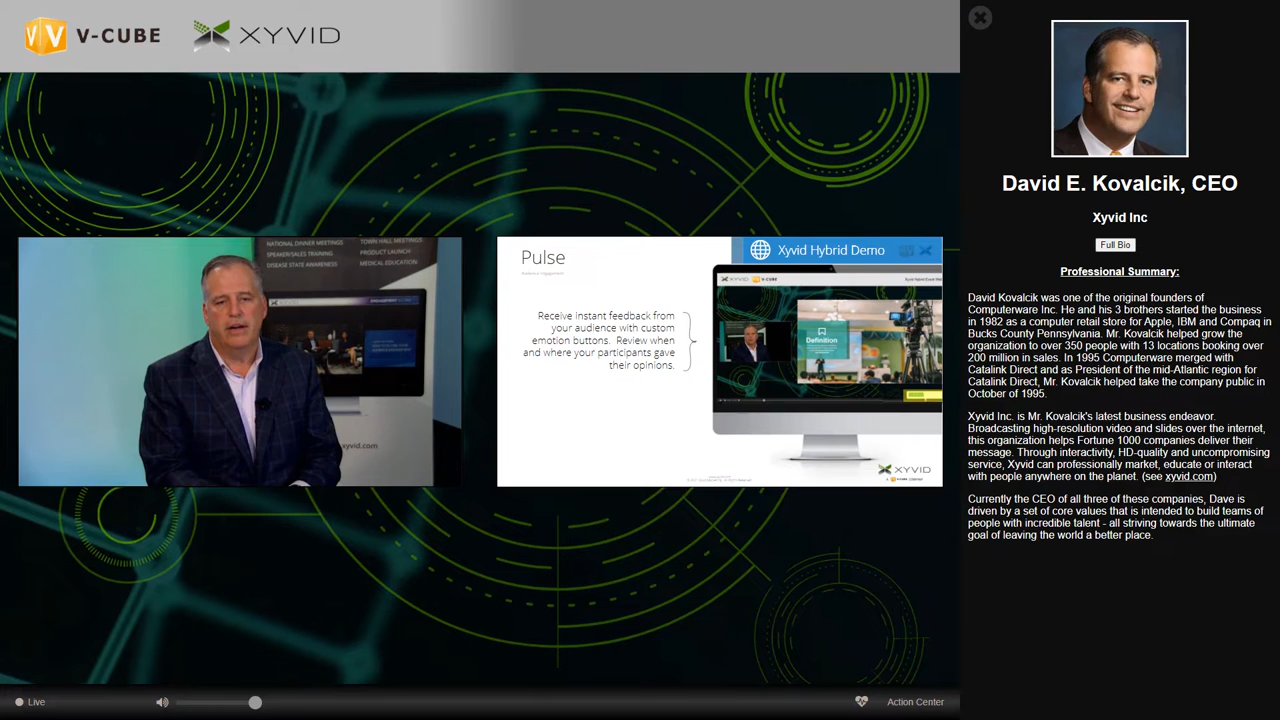 V-CUBE
XYVID
NATIONAL DINNER MEETINGS
SPEAKER/SALES TRAINING
DISEASE STATE AWARENESS
TOWN HALL MEETINGS
PRODUCT LAUNCH
MEDICAL EDUCATION
xyvid.com
Pulse
Audience Engagement
Receive instant feedback from
your audience with custom
emotion buttons. Review when
and where your participants gave
their opinions.
Xyvid Hybrid Demo
XYVID
V-CUBE
Definition
XYVID
Live
Action Center
David E. Kovalcik, CEO
Xyvid Inc
Full Bio
Professional Summary:
David Kovalcik was one of the original founders of
Computerware Inc. He and his 3 brothers started the business
in 1982 as a computer retail store for Apple, IBM and Compaq in
Bucks County Pennsylvania. Mr. Kovalcik helped grow the
organization to over 350 people with 13 locations booking over
200 million in sales. In 1995 Computerware merged with
Catalink Direct and as President of the mid-Atlantic region for
Catalink Direct, Mr. Kovalcik helped take the company public in
October of 1995.
Xyvid Inc. is Mr. Kovalcik's latest business endeavor.
Broadcasting high-resolution video and slides over the internet,
this organization helps Fortune 1000 companies deliver their
message. Through interactivity, HD-quality and uncompromising
service, Xyvid can professionally market, educate or interact
with people anywhere on the planet. (see xyvid.com)
Currently the CEO of all three of these companies, Dave is
driven by a set of core values that is intended to build teams of
people with incredible talent - all striving towards the ultimate
goal of leaving the world a better place.